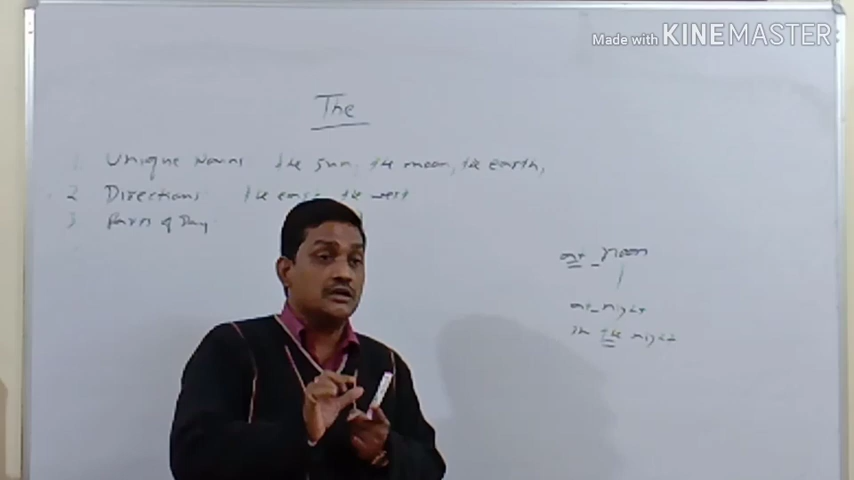 Made with KINEMASTER
The
1 Unique Nouns the sun, the moon, the earth,
2 Directions the east, the west
3 Parts of Day
at _ noon
at _ night
in the night